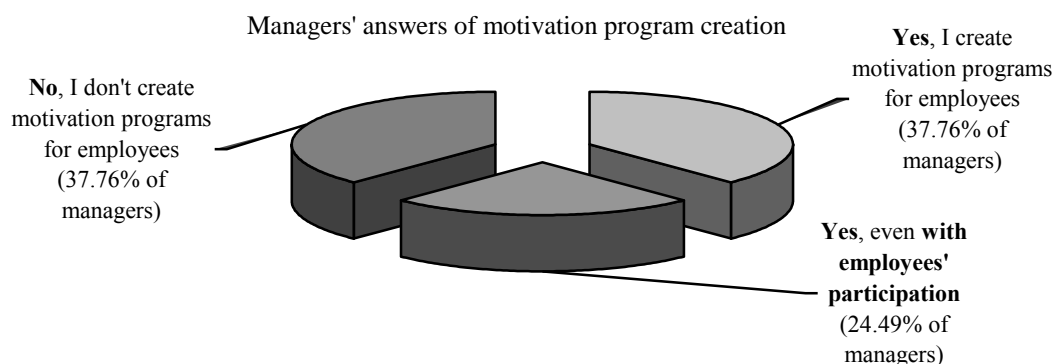 Managers' answers of motivation program creation
No, I don't create
motivation programs
for employees
(37.76% of
managers)
Yes, I create
motivation programs
for employees
(37.76% of
managers)
Yes, even with
employees'
participation
(24.49% of
managers)